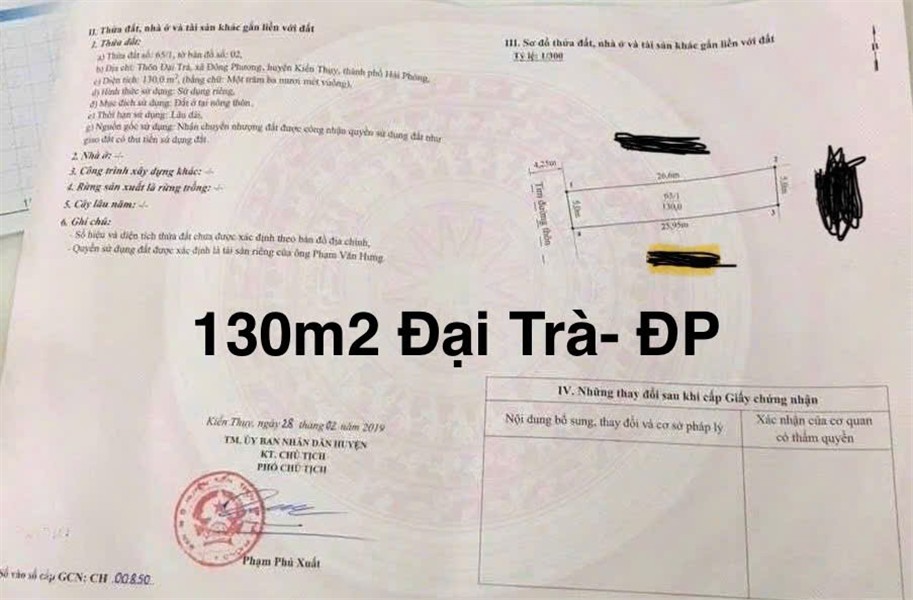 II. Thửa đất, nhà ở và tài sản khác gắn liền với đất
1. Thửa đất:
a) Thửa đất số: 65/1, tờ bản đồ số: 02,
b) Địa chỉ: Thôn Đại Trà, xã Đông Phương, huyện Kiến Thụy, thành phố Hải Phòng,
c) Diện tích: 130,0 m², (bằng chữ: Một trăm ba mươi mét vuông),
d) Hình thức sử dụng: Sử dụng riêng,
đ) Mục đích sử dụng: Đất ở tại nông thôn,
e) Thời hạn sử dụng: Lâu dài,
g) Nguồn gốc sử dụng: Nhận chuyển nhượng đất được công nhận quyền sử dụng đất như
giao đất có thu tiền sử dụng đất.
2. Nhà ở: -/-
3. Công trình xây dựng khác: -/-
4. Rừng sản xuất là rừng trồng: -/-
5. Cây lâu năm: -/-
6. Ghi chú:
- Số hiệu và diện tích thửa đất chưa được xác định theo bản đồ địa chính,
- Quyền sử dụng đất được xác định là tài sản riêng của ông Phạm Văn Hưng.
III. Sơ đồ thửa đất, nhà ở và tài sản khác gắn liền với đất
Tỷ lệ: 1/300
B
4,25m
Tim đường thôn
1
26,6m
2
5,0m
65/1
130,0
5,0m
4
25,95m
3
130m2 Đại Trà- ĐP
Kiến Thụy, ngày 28 tháng 02 năm 2019
TM. ỦY BAN NHÂN DÂN HUYỆN
KT. CHỦ TỊCH
PHÓ CHỦ TỊCH
Phạm Phú Xuất
Số vào sổ cấp GCN: CH 00850
IV. Những thay đổi sau khi cấp Giấy chứng nhận
Nội dung bổ sung, thay đổi và cơ sở pháp lý
Xác nhận của cơ quan
có thẩm quyền